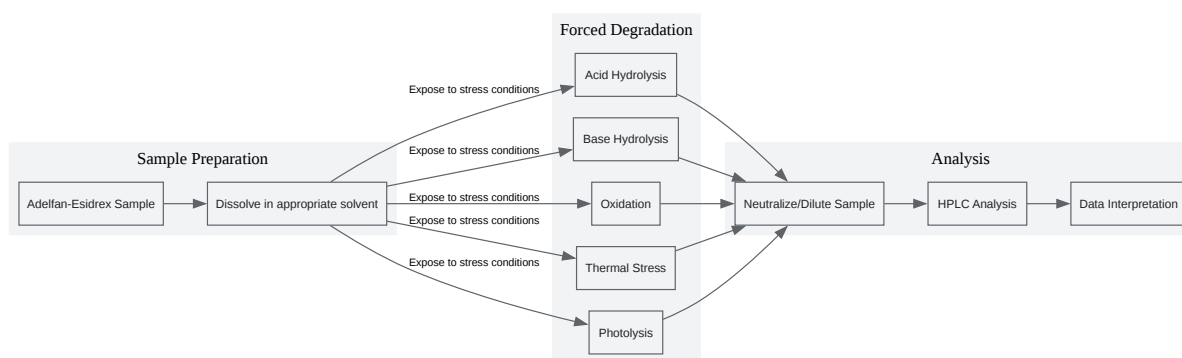 Forced Degradation
Acid Hydrolysis
Expose to stress conditions
Base Hydrolysis
Expose to stress conditions
Sample Preparation
Analysis
Adelfan-Esidrex Sample
Dissolve in appropriate solvent
Expose to stress conditions
Oxidation
Neutralize/Dilute Sample
HPLC Analysis
Data Interpretation
Expose to stress conditions
Thermal Stress
Expose to stress conditions
Photolysis